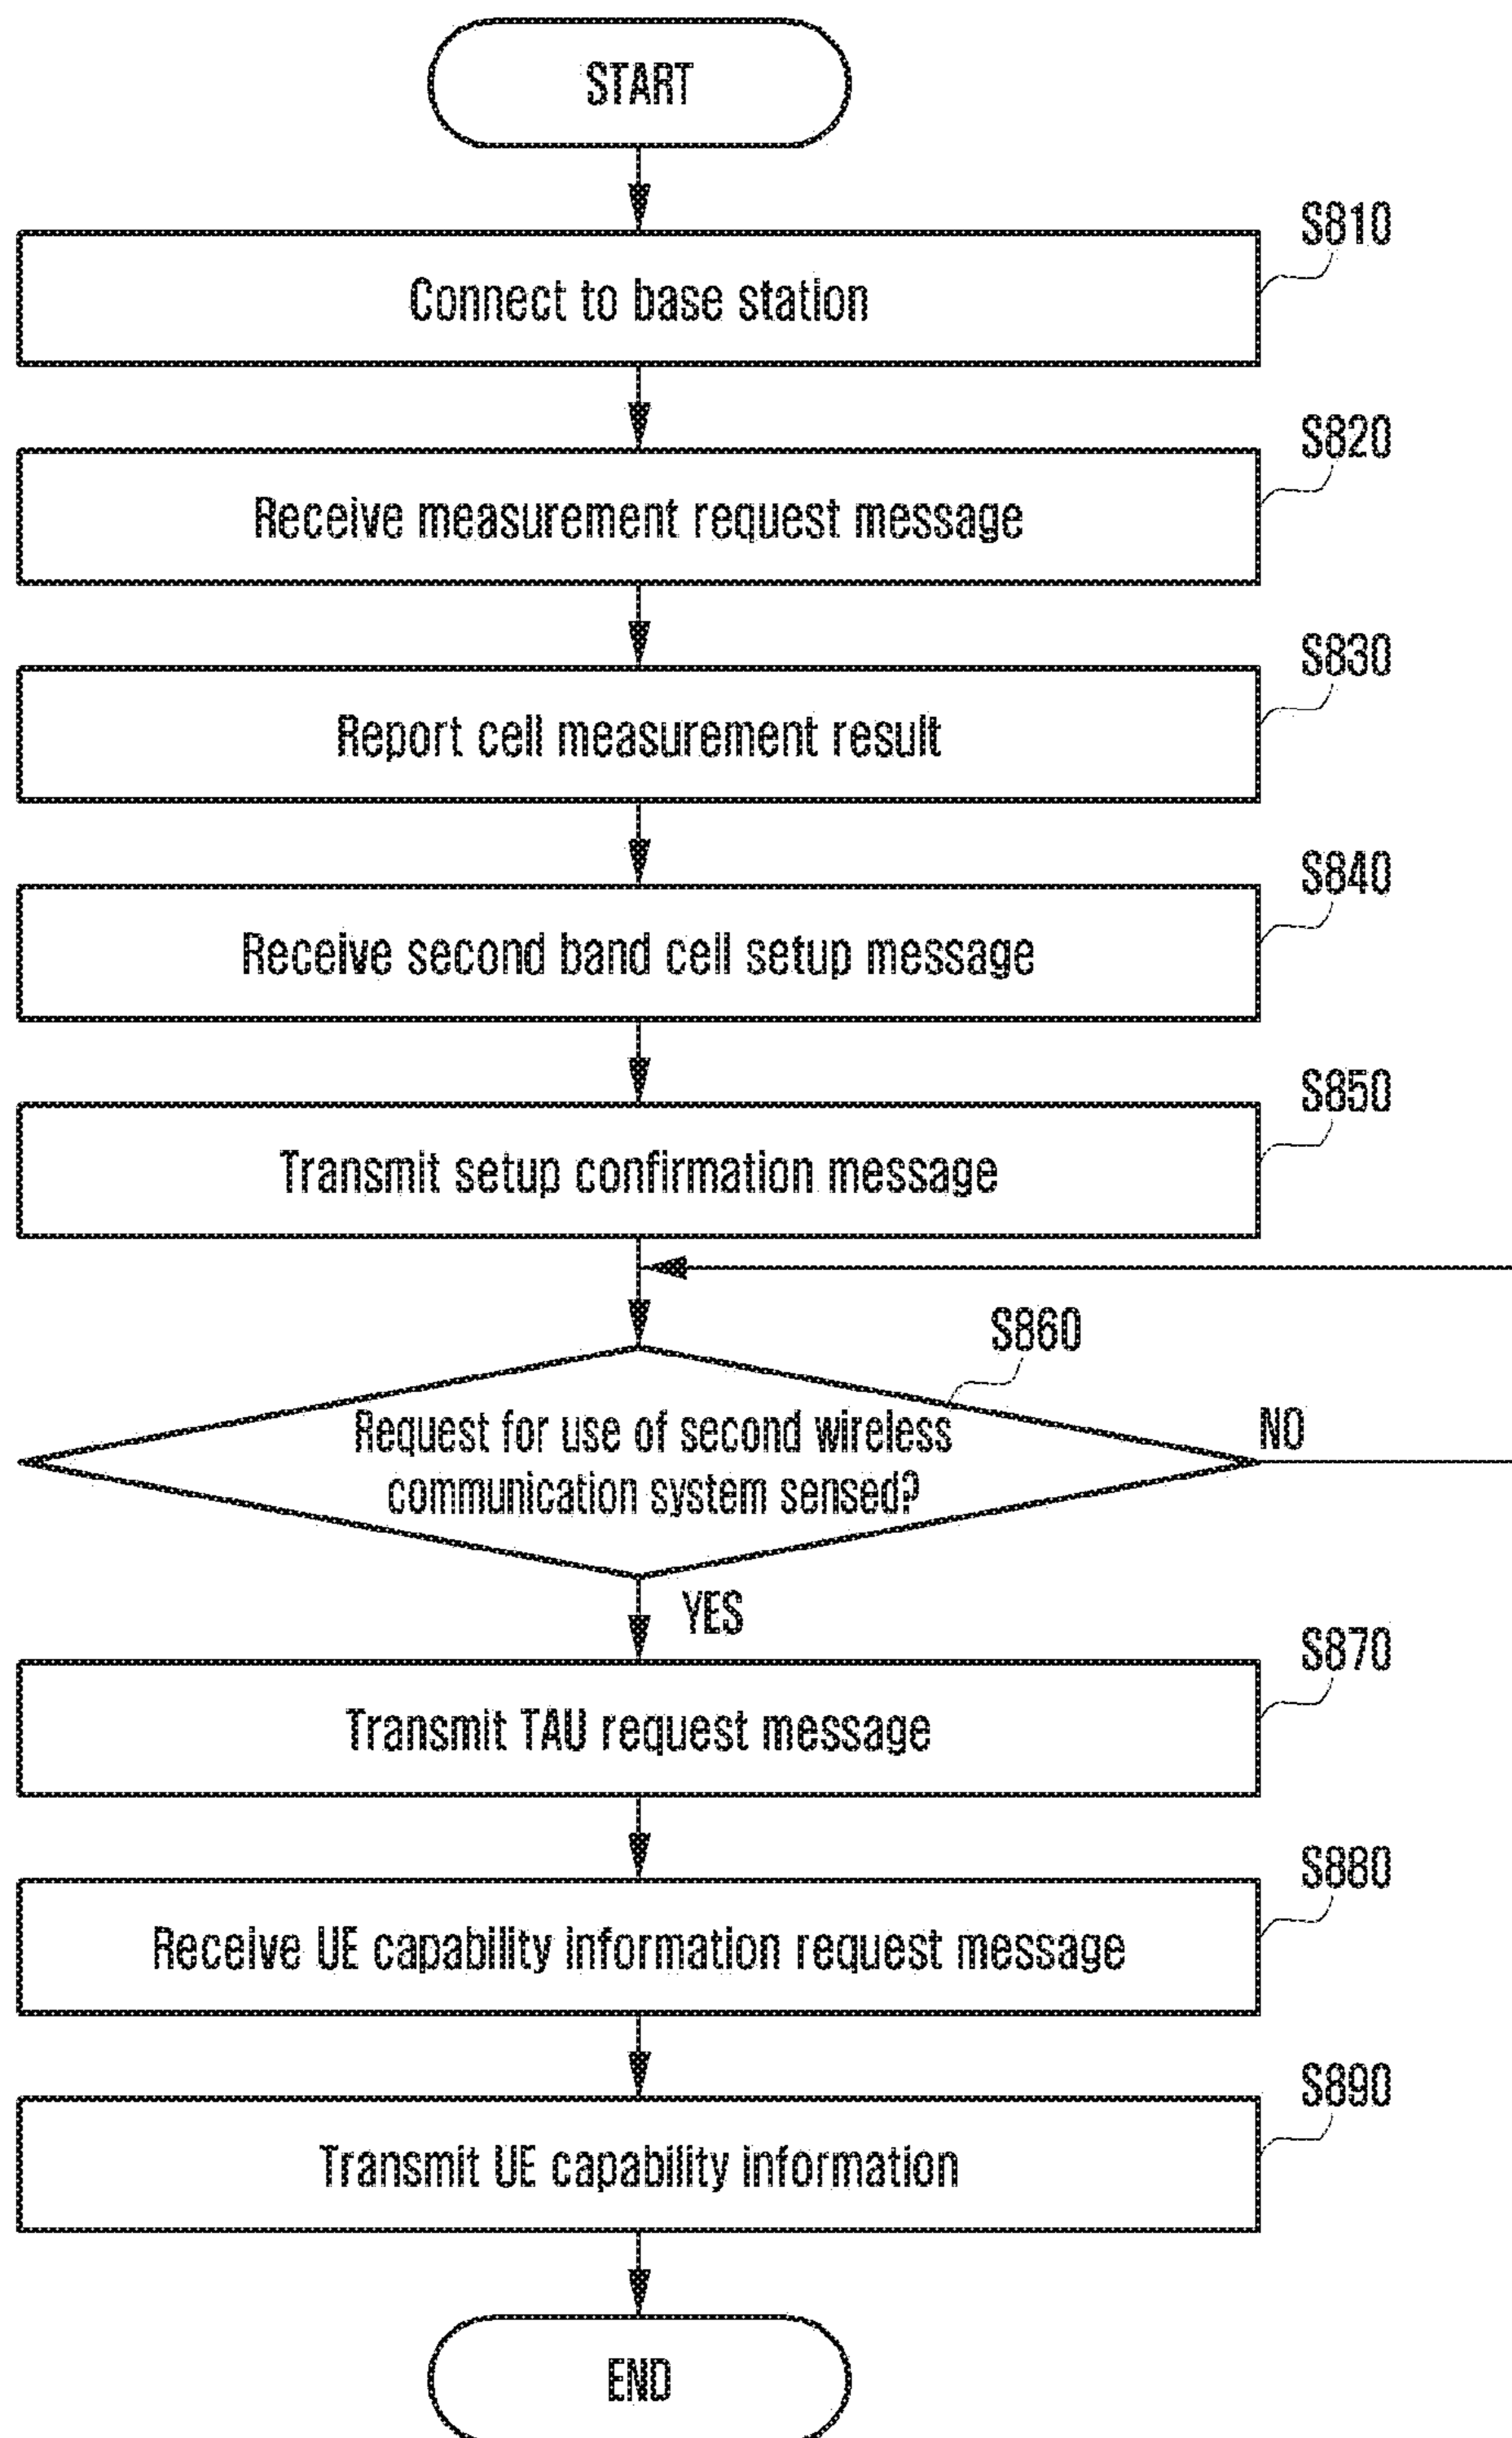 START
S810
Connect to base station
S820
Receive measurement request message
S830
Report cell measurement result
S840
Receive second band cell setup message
S850
Transmit setup confirmation message
S860
Request for use of second wireless
communication system sensed?
NO
YES
S870
Transmit TAU request message
S880
Receive UE capability information request message
S890
Transmit UE capability information
END